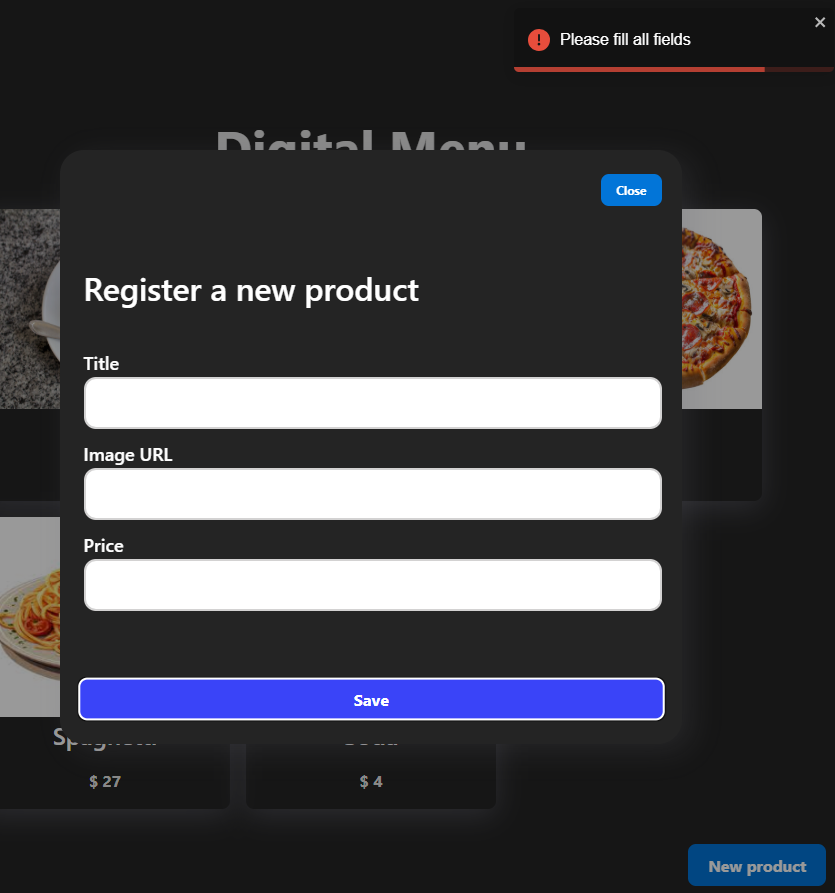 Please fill all fields
Digital Menu
Close
Register a new product
Title
Image URL
Price
Save
Spaghetti
$ 27
$ 4
New product